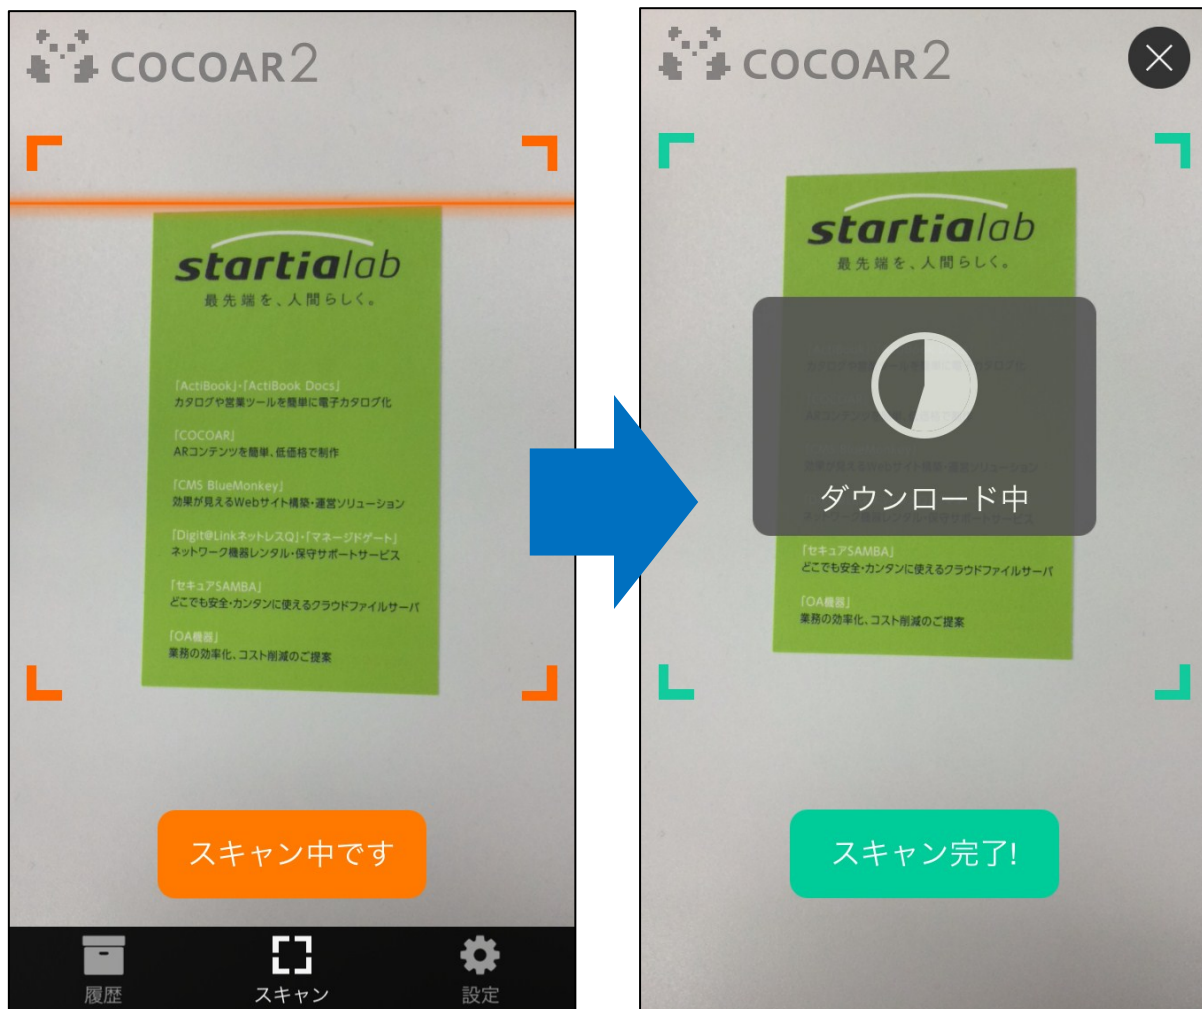 COCOAR2
startialab
最先端を、人間らしく。
「ActiBook」・「ActiBook Docs」
カタログや営業ツールを簡単に電子カタログ化
「COCOAR」
ARコンテンツを簡単、低価格で制作
「CMS BlueMonkey」
効果が見えるWebサイト構築・運営ソリューション
「Digit@LinkネットレスQ」・「マネージドゲート」
ネットワーク機器レンタル・保守サポートサービス
「セキュアSAMBA」
どこでも安全・カンタンに使えるクラウドファイルサーバ
「OA機器」
業務の効率化、コスト削減のご提案
スキャン中です
履歴
スキャン
設定
COCOAR2
startialab
最先端を、人間らしく。
ダウンロード中
「セキュアSAMBA」
どこでも安全・カンタンに使えるクラウドファイルサーバ
「OA機器」
業務の効率化、コスト削減のご提案
スキャン完了!